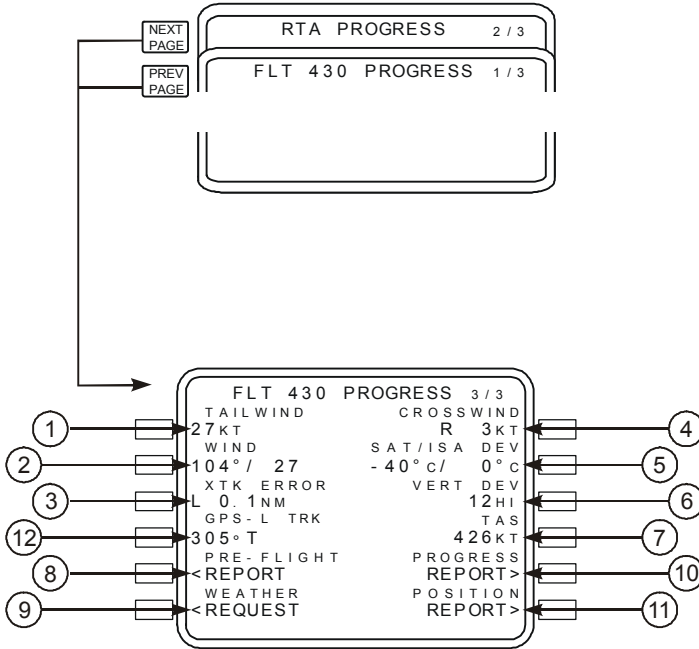 NEXT PAGE
RTA PROGRESS 2/3
PREV PAGE
FLT 430 PROGRESS 1/3
FLT 430 PROGRESS 3/3
TAILWIND CROSSWIND
1 27KT R 3KT 4
WIND SAT/ISA DEV
2 104°/ 27 -40°C/ 0°C 5
XTK ERROR VERT DEV
3 L 0.1NM 12HI 6
GPS-L TRK TAS
12 305°T 426KT 7
PRE-FLIGHT PROGRESS
8 <REPORT REPORT> 10
WEATHER POSITION
9 <REQUEST REPORT> 11